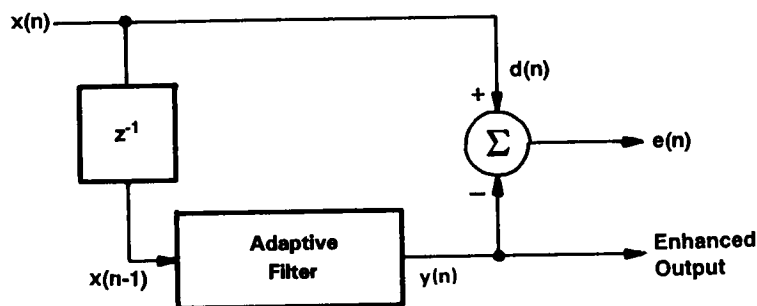 x(n)
d(n)
+
z⁻¹
Σ
e(n)
−
Adaptive
Filter
x(n-1)
y(n)
Enhanced
Output